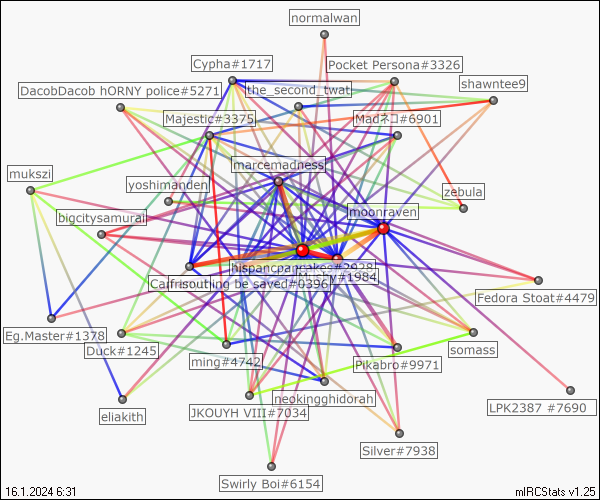 normalwan
Cypha#1717
Pocket Persona#3326
DacobDacob hORNY police#5271
the_second_twat
shawntee9
Majestic#3375
Madネコ#6901
marcemadness
mukszi
yoshimanden
zebula
bigcitysamurai
moonraven
hispancpancakes#2928
Misty#1984
be saved#0396
Fedora Stoat#4479
Eg.Master#1378
Duck#1245
ming#4742
Pikabro#9971
somass
eliakith
JKOUYH VIII#7034
neokingghidorah
LPK2387 #7690
Silver#7938
Swirly Boi#6154
16.1.2024 6:31
mIRCStats v1.25